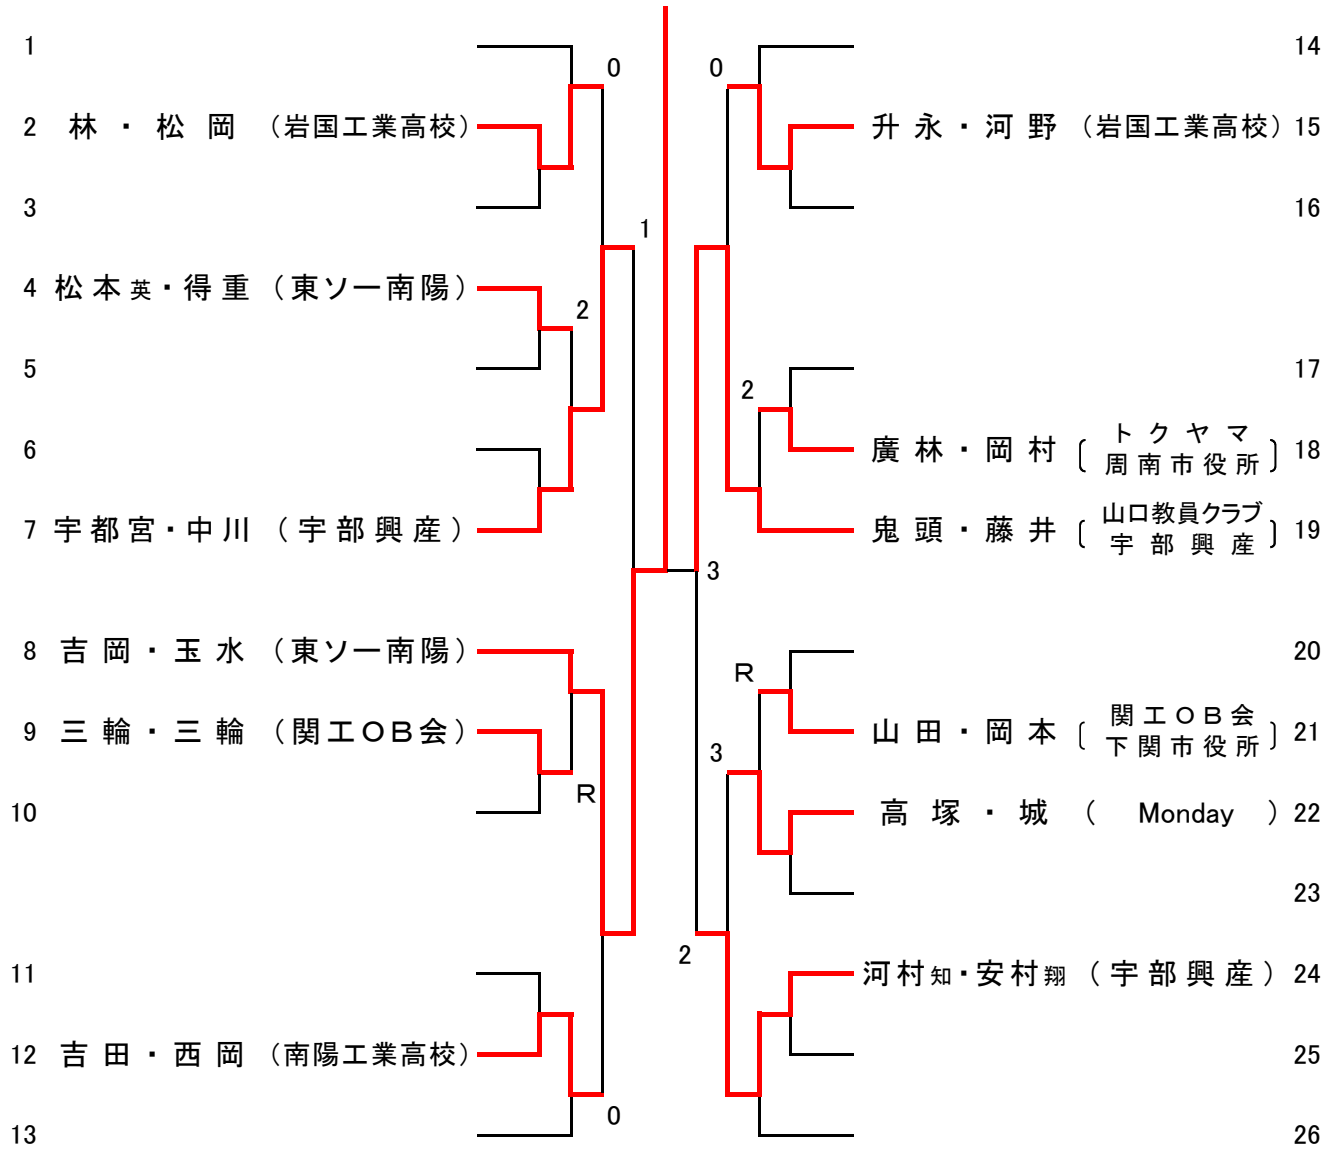 1
0
2 林・松岡 (岩国工業高校)
3
1
4 松本英・得重 (東ソー南陽)
2
5
6
7 宇都宮・中川 (宇部興産)
8 吉岡・玉水 (東ソー南陽)
9 三輪・三輪 (関工OB会)
R
10
11
12 吉田・西岡 (南陽工業高校)
0
13
14
0
升永・河野 (岩国工業高校) 15
16
17
2
廣林・岡村 〔トクヤマ
周南市役所〕 18
鬼頭・藤井 〔山口教員クラブ
宇部興産〕 19
3
20
R
山田・岡本 〔関工OB会
下関市役所〕 21
3
高塚・城 ( Monday ) 22
23
2
河村知・安村翔 (宇部興産) 24
25
26